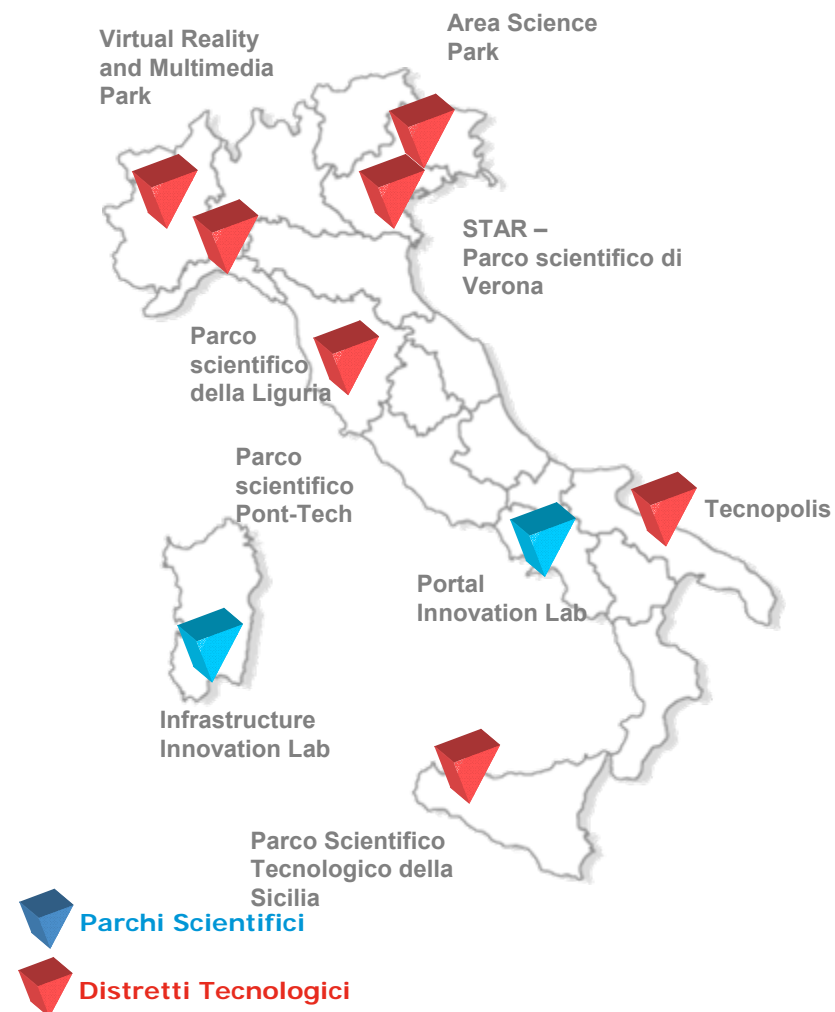 Virtual Reality
and Multimedia
Park
Area Science
Park
STAR –
Parco scientifico di
Verona
Parco
scientifico
della Liguria
Parco
scientifico
Pont-Tech
Tecnopolis
Portal
Innovation Lab
Infrastructure
Innovation Lab
Parco Scientifico
Tecnologico della
Sicilia
Parchi Scientifici
Distretti Tecnologici